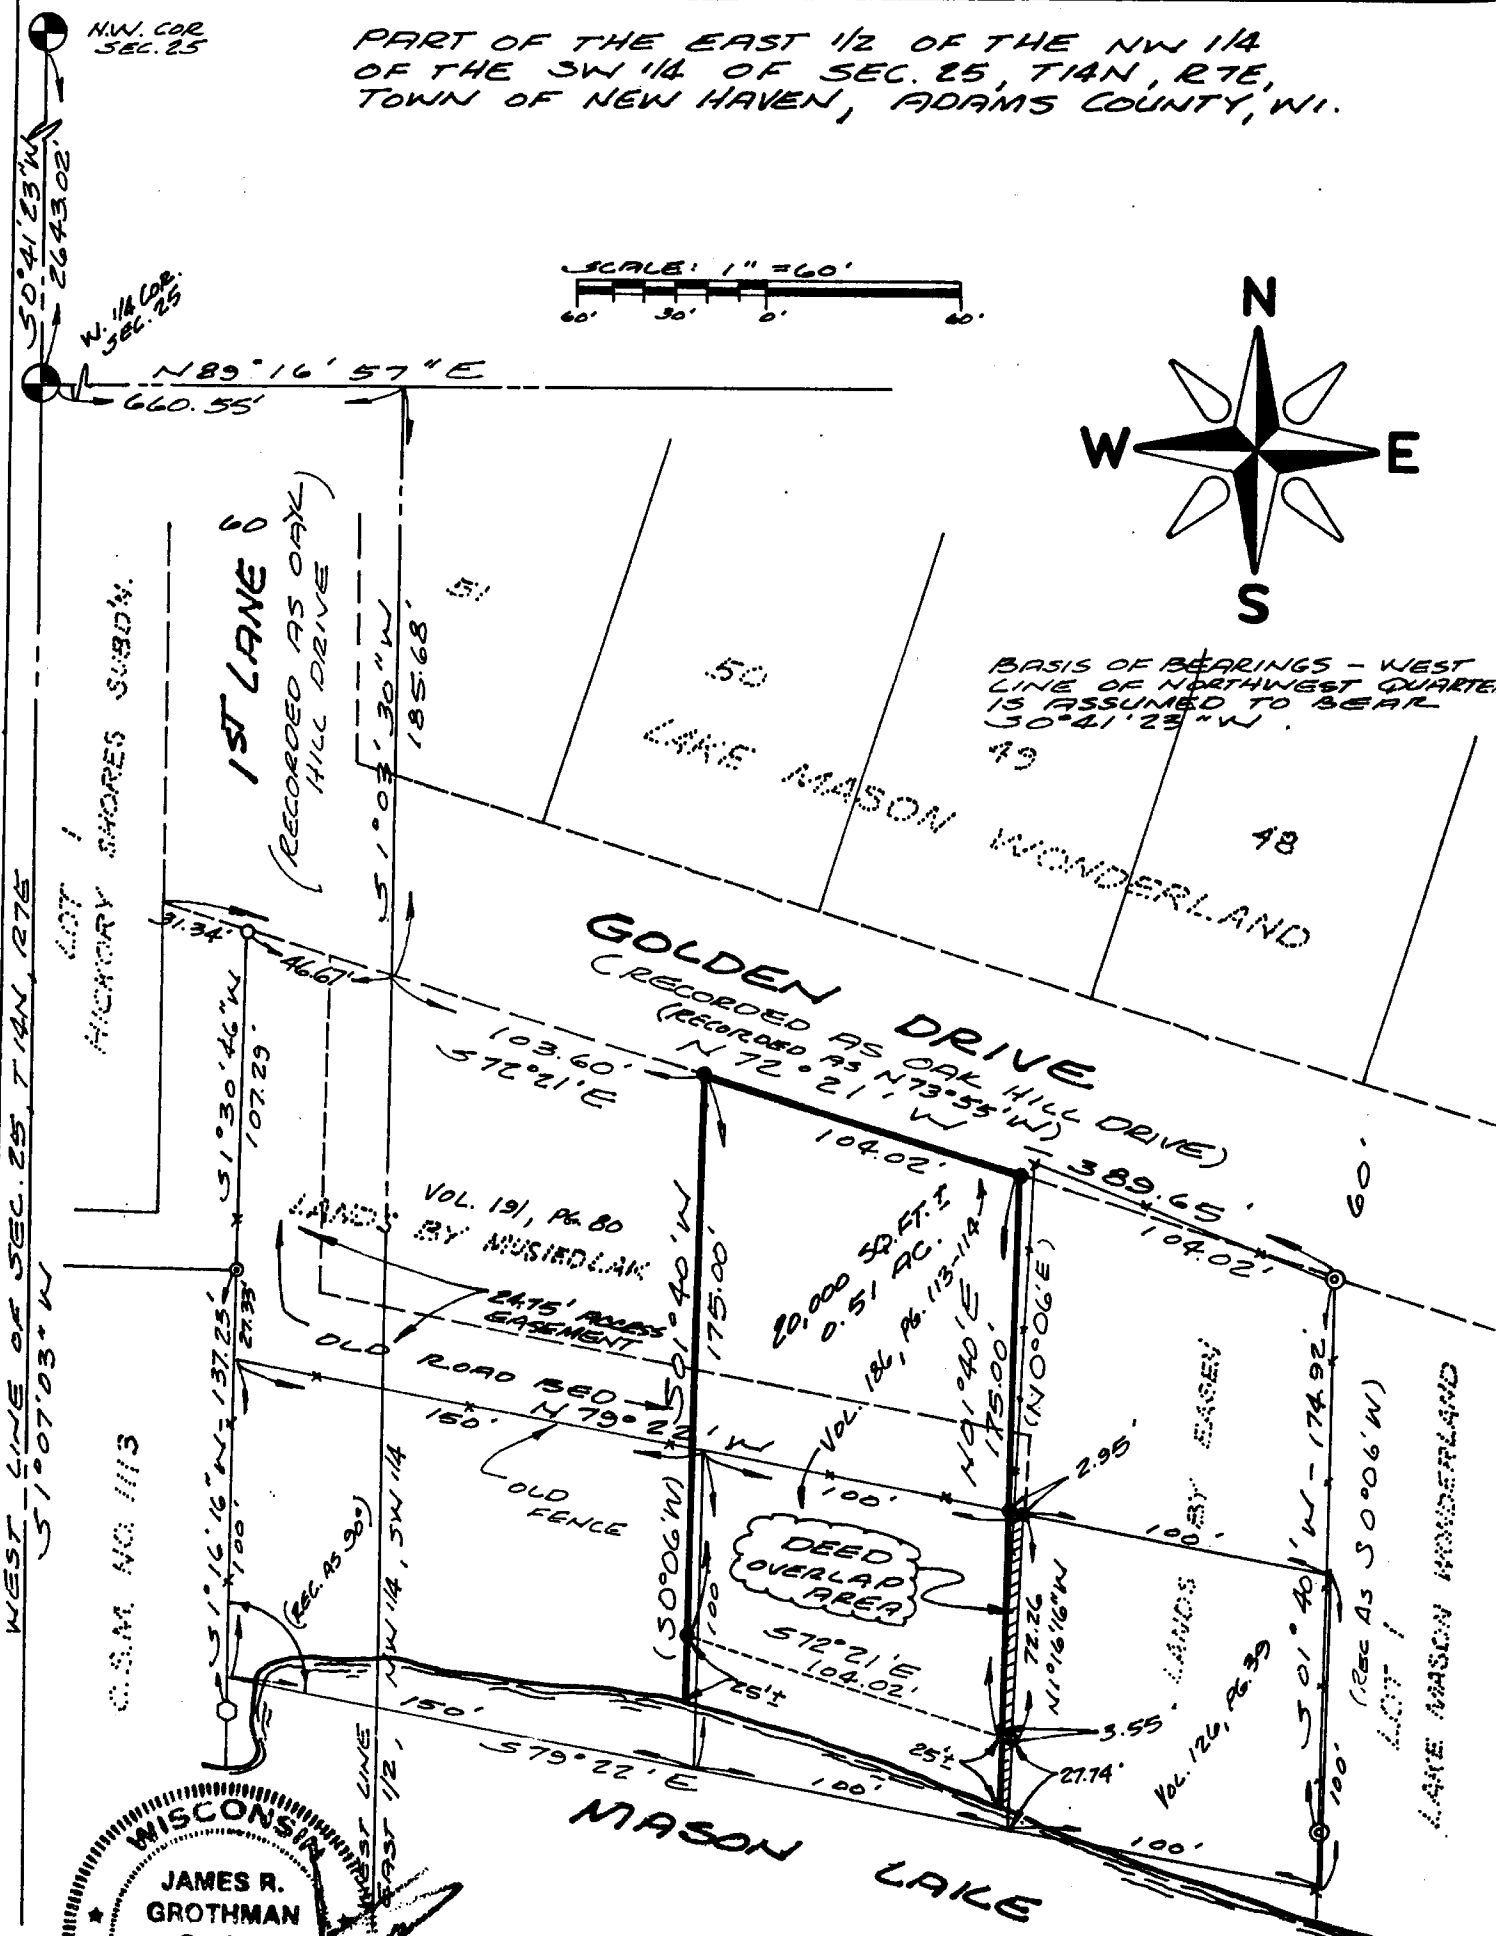 N.W. COR
SEC. 25
PART OF THE EAST 1/2 OF THE NW 1/4
OF THE SW 1/4 OF SEC. 25, T14N, R7E,
TOWN OF NEW HAVEN, ADAMS COUNTY, WI.
S0°41'23"W
2643.02'
W. 1/4 COR.
SEC. 25
SCALE: 1" = 60'
60' 30' 0' 60'
N
W E
S
N89°16'57"E
660.55'
60'
1ST LANE
(RECORDED AS OAK
HILL DRIVE)
S1°03'30"W
185.68'
51
50
49
48
LAKE MASON WONDERLAND
BASIS OF BEARINGS - WEST
LINE OF NORTHWEST QUARTER
IS ASSUMED TO BEAR
S0°41'23"W.
LOT 1
HICKORY SHORES SUBD'N.
31.34'
46.67'
GOLDEN DRIVE
(RECORDED AS OAK HILL DRIVE)
(RECORDED AS N73°55'W)
N72°21'W - 389.65'
103.60'
S72°21'E
104.02'
104.02'
60'
S1°30'46"W
107.29'
LANDS BY MUSIEDLAK
VOL. 191, PG. 80
24.75' ACCESS
EASEMENT
OLD ROAD BED
150'
N79°22'W
OLD
FENCE
S01°40'W
175.00'
(S0°06'W)
100'
20,000 SQ. FT. ±
0.51 AC.
VOL. 186, PG. 113-114
N01°40'E
175.00'
(N0°06'E)
2.95'
100'
100'
DEED
OVERLAP
AREA
S72°21'E
104.02'
25'±
25'±
72.26
N1°16'16"W
3.55'
27.74'
LANDS BY EASEY
VOL. 126, PG. 39
S01°40'W - 174.92'
(REC AS S0°06'W)
100'
LOT 1
LAKE MASON WONDERLAND
WEST LINE OF SEC. 25, T14N, R7E
S1°07'03"W
C.S.M. NO. 1113
S1°16'16"W - 137.25'
27.33'
100'
(REC. AS 90°)
WEST LINE
EAST 1/2, NW 1/4, SW 1/4
150'
S79°22'E
100'
100'
MASON LAKE
WISCONSIN
JAMES R.
GROTHMAN